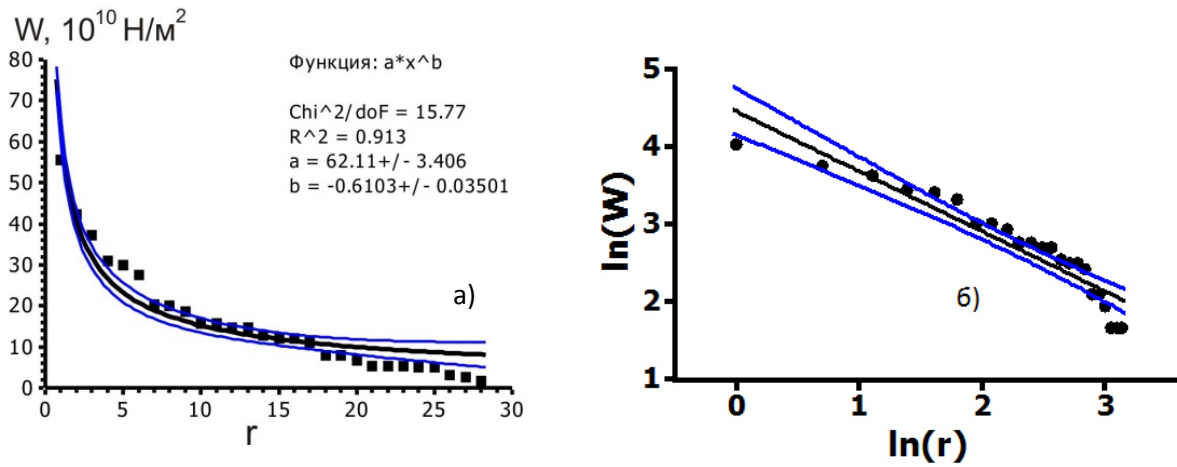 W, 10¹⁰ Н/м²
80
70
60
50
40
30
20
10
0
0 5 10 15 20 25 30
r
Функция: a*x^b
Chi^2/doF = 15.77
R^2 = 0.913
a = 62.11+/- 3.406
b = -0.6103+/- 0.03501
а)
ln(W)
5
4
3
2
1
0 1 2 3
ln(r)
б)